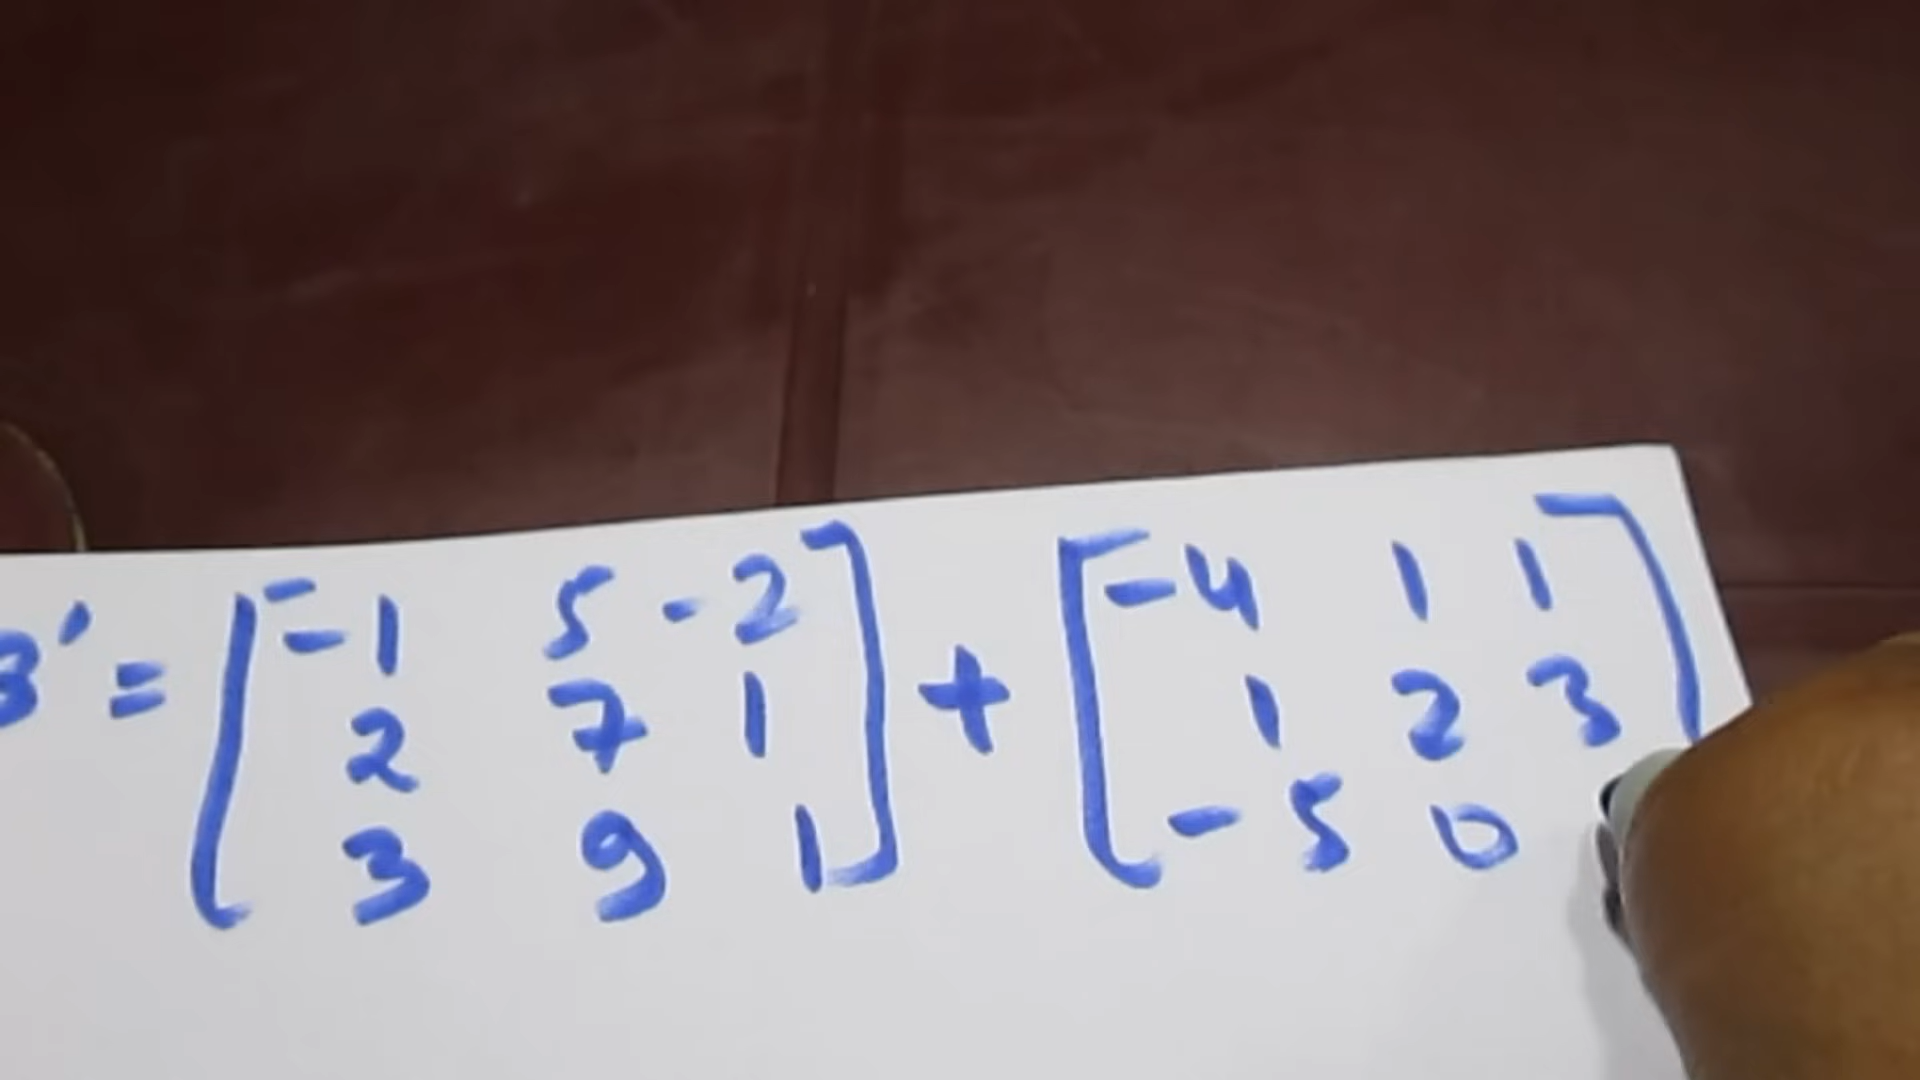 B' = [-1 5 -2] + [-4 1 1]
[2 7 1] [1 2 3]
[3 9 1] [-5 0